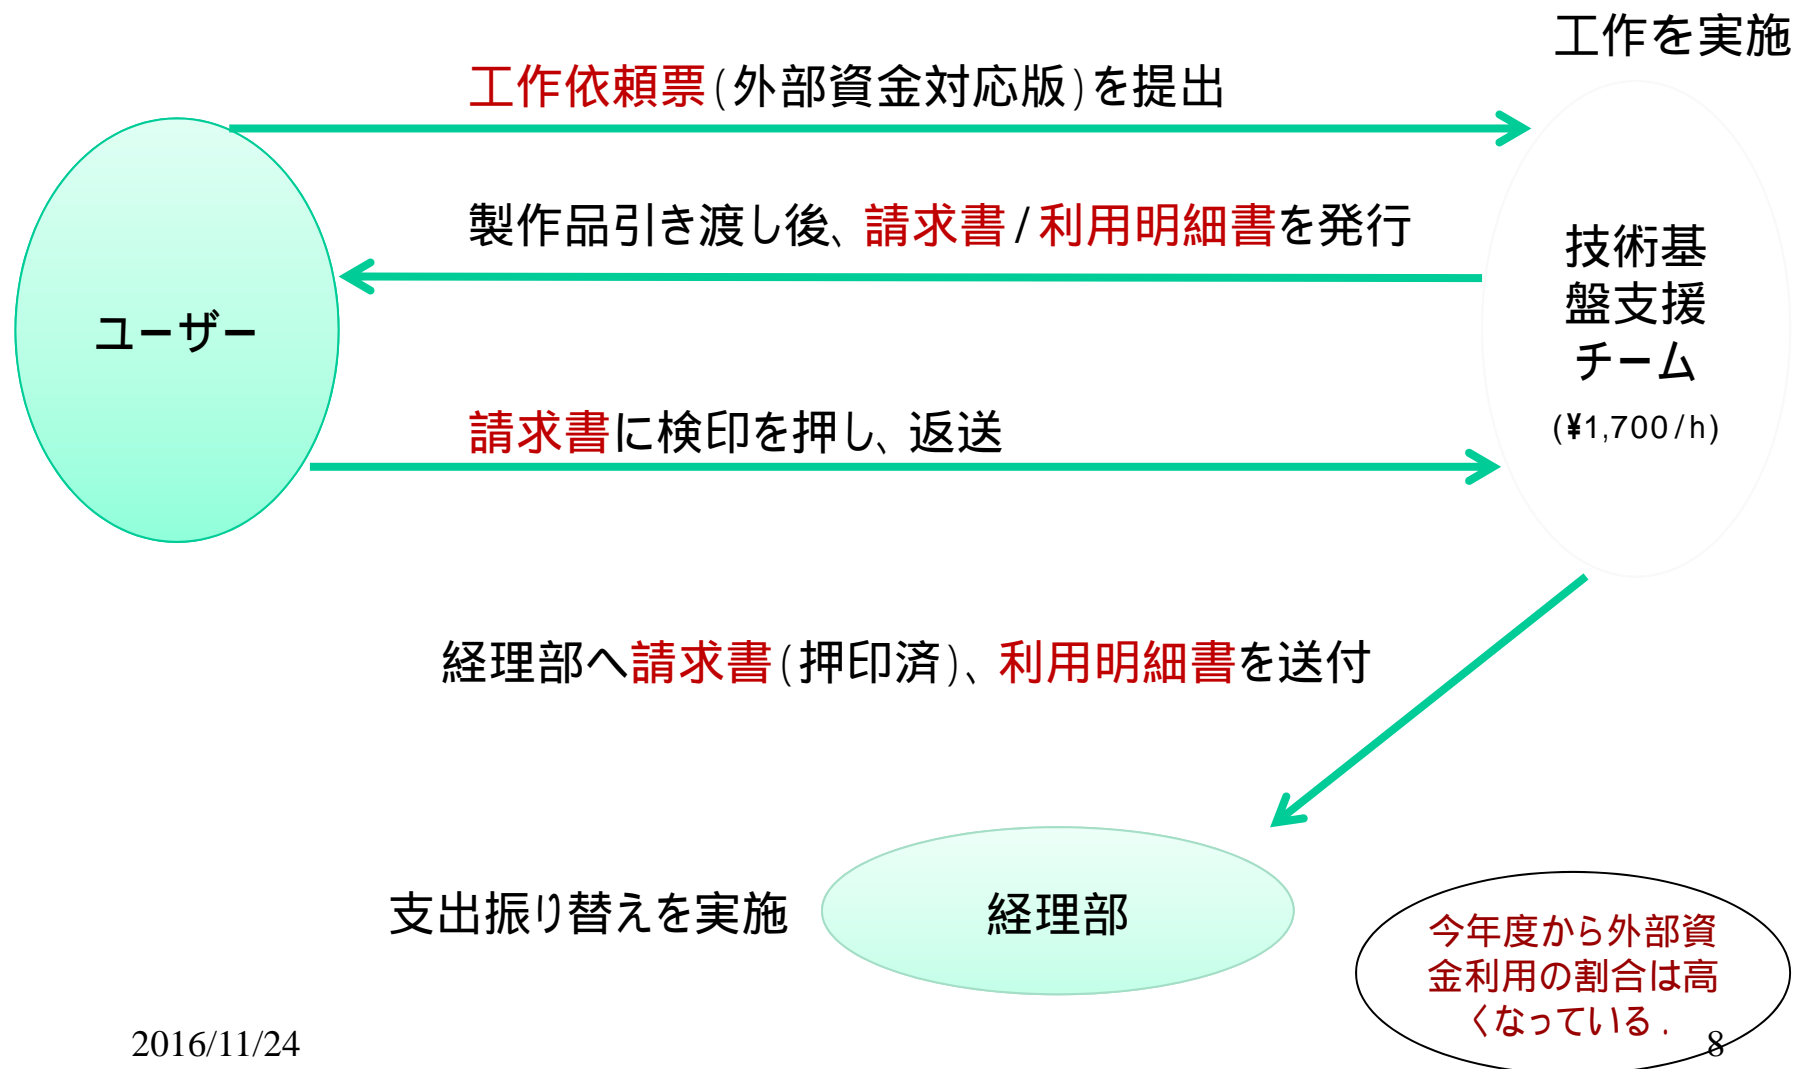 工作を実施
工作依頼票(外部資金対応版)を提出
製作品引き渡し後、請求書/利用明細書を発行
ユーザー
技術基
盤支援
チーム
(¥1,700/h)
請求書に検印を押し、返送
経理部へ請求書(押印済)、利用明細書を送付
支出振り替えを実施
経理部
今年度から外部資
金利用の割合は高
くなっている.
2016/11/24
8